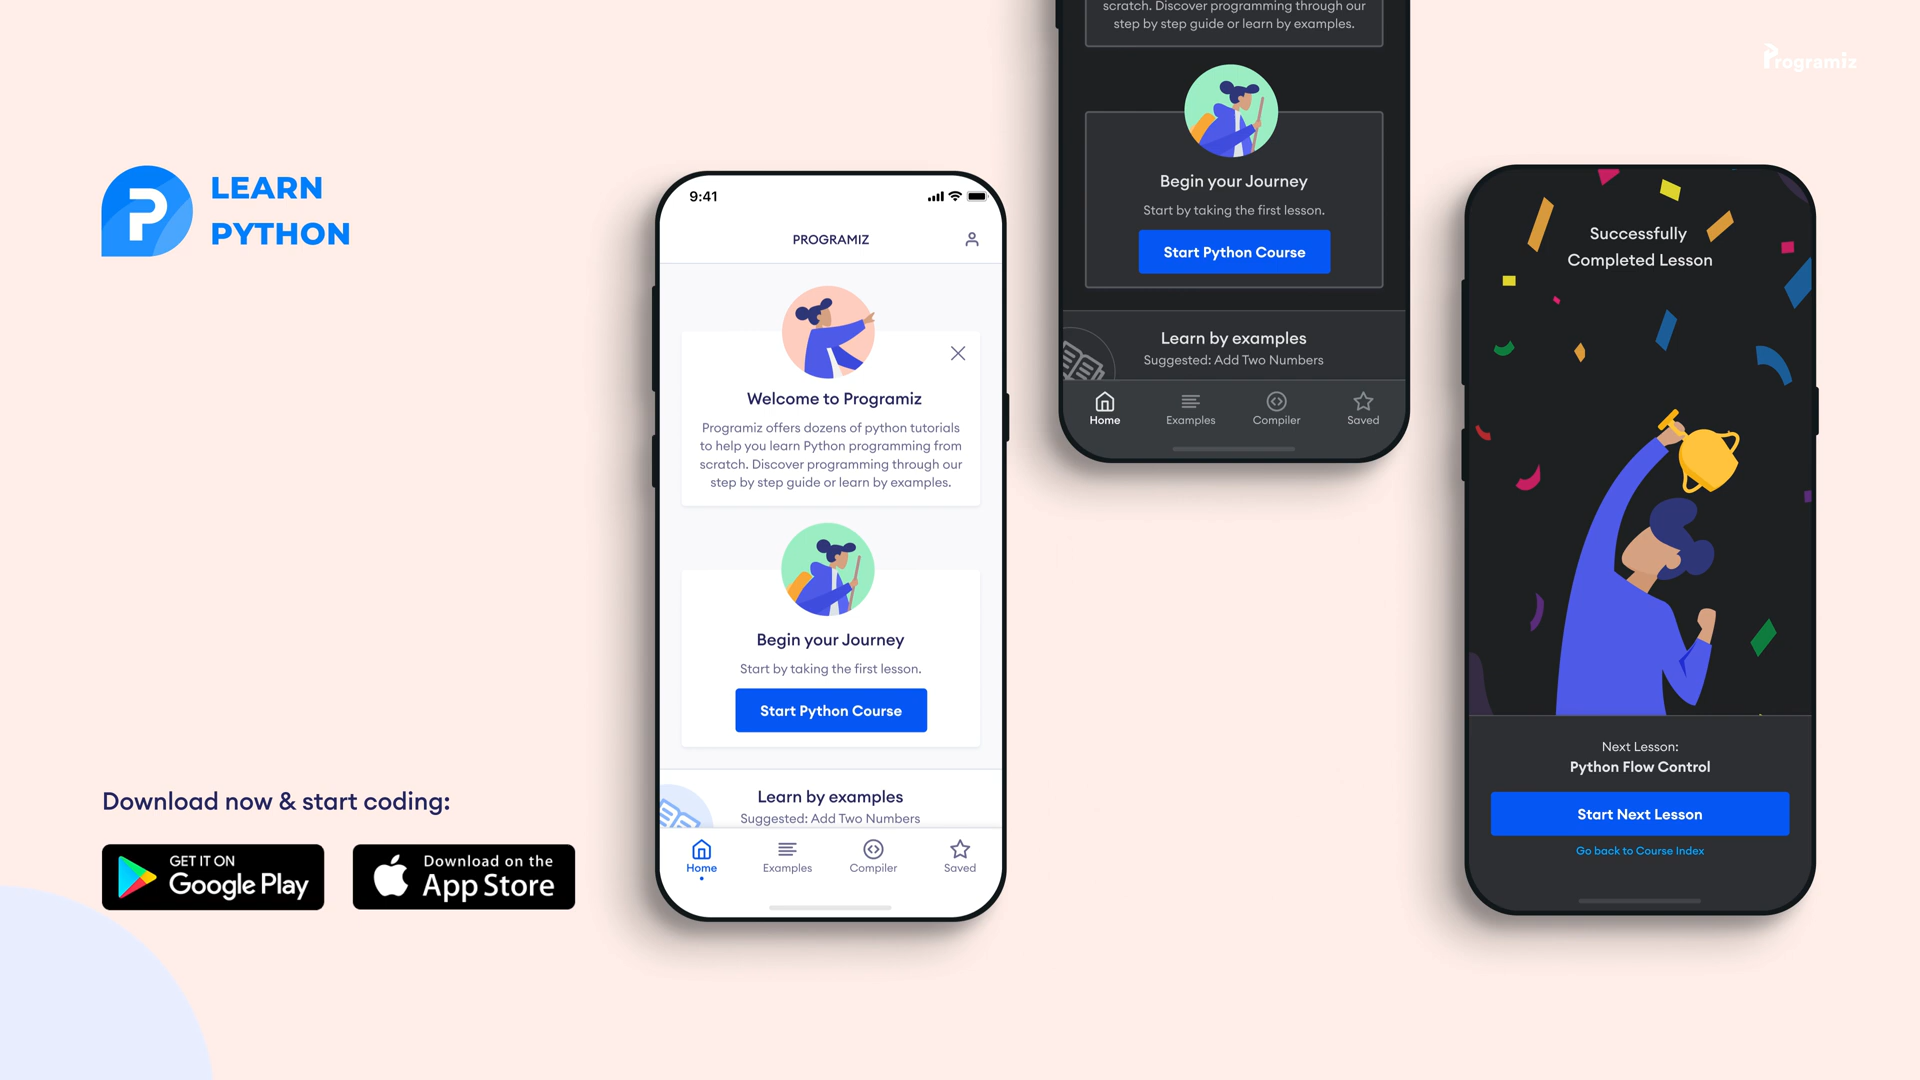 LEARN
PYTHON
Download now & start coding:
GET IT ON
Google Play
Download on the
App Store
9:41
PROGRAMIZ
Welcome to Programiz
Programiz offers dozens of python tutorials
to help you learn Python programming from
scratch. Discover programming through our
step by step guide or learn by examples.
Begin your Journey
Start by taking the first lesson.
Start Python Course
Learn by examples
Suggested: Add Two Numbers
Home
Examples
Compiler
Saved
scratch. Discover programming through our
step by step guide or learn by examples.
Begin your Journey
Start by taking the first lesson.
Start Python Course
Learn by examples
Suggested: Add Two Numbers
Home
Examples
Compiler
Saved
Programiz
Successfully
Completed Lesson
Next Lesson:
Python Flow Control
Start Next Lesson
Go back to Course Index